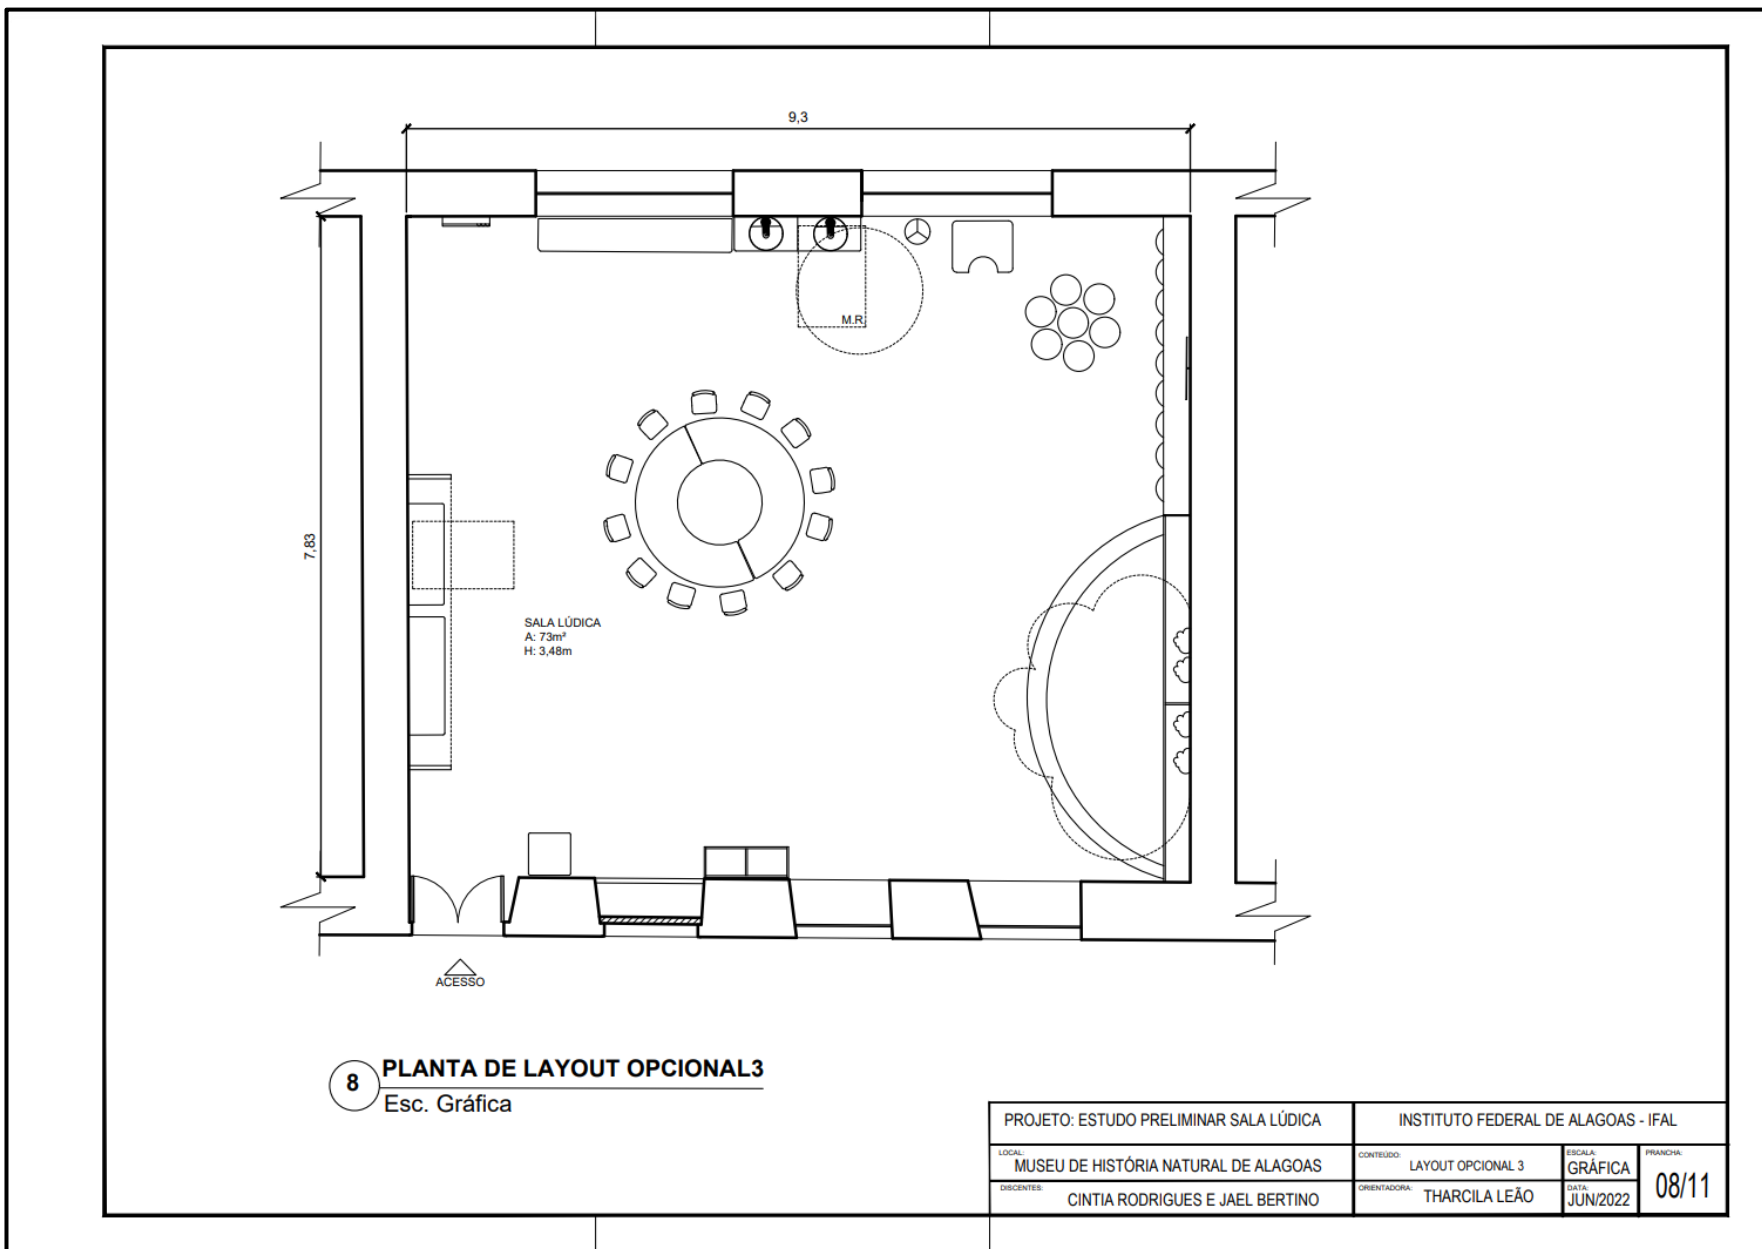 9,3
M.R.
7,83
SALA LÚDICA
A: 73m²
H: 3,48m
ACESSO
8
PLANTA DE LAYOUT OPCIONAL3
Esc. Gráfica
PROJETO: ESTUDO PRELIMINAR SALA LÚDICA
INSTITUTO FEDERAL DE ALAGOAS - IFAL
LOCAL:
MUSEU DE HISTÓRIA NATURAL DE ALAGOAS
CONTEÚDO:
LAYOUT OPCIONAL 3
ESCALA:
GRÁFICA
PRANCHA:
08/11
DISCENTES:
CINTIA RODRIGUES E JAEL BERTINO
ORIENTADORA:
THARCILA LEÃO
DATA:
JUN/2022